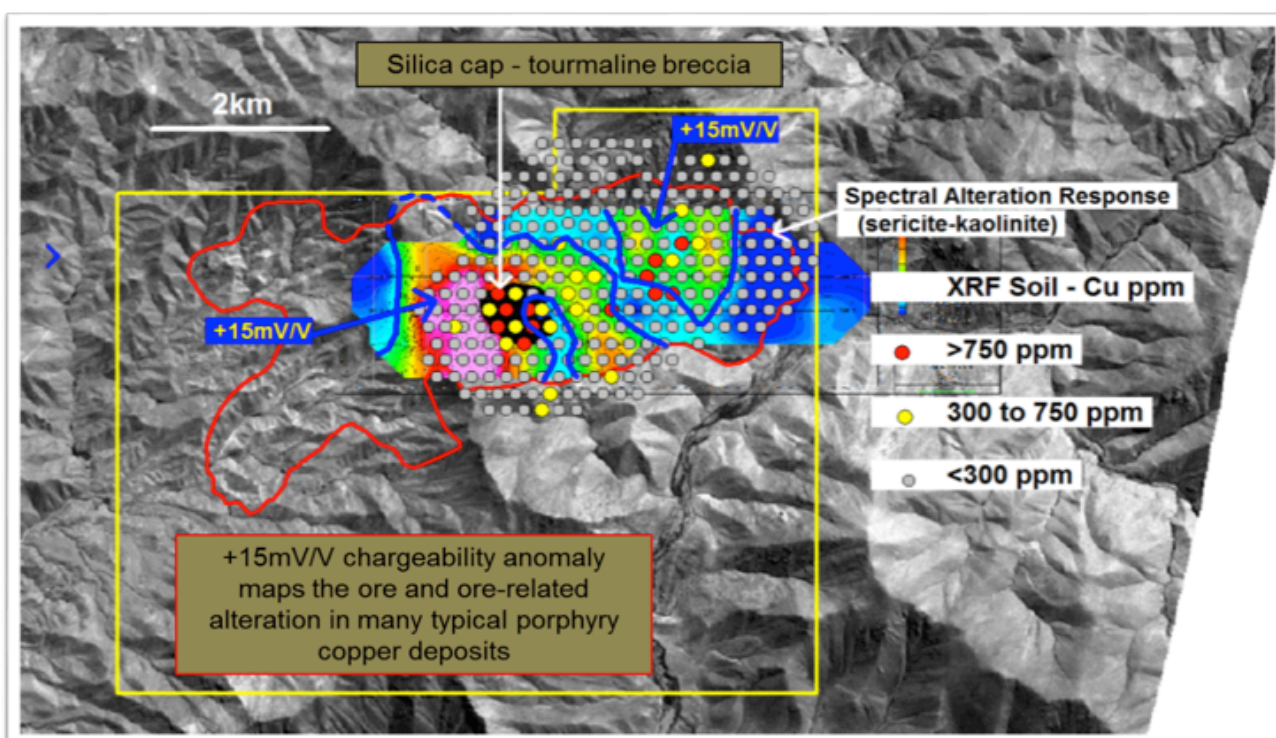 Silica cap - tourmaline breccia
2km
+15mV/V
Spectral Alteration Response
(sericite-kaolinite)
XRF Soil - Cu ppm
+15mV/V
>750 ppm
300 to 750 ppm
<300 ppm
+15mV/V chargeability anomaly
maps the ore and ore-related
alteration in many typical porphyry
copper deposits